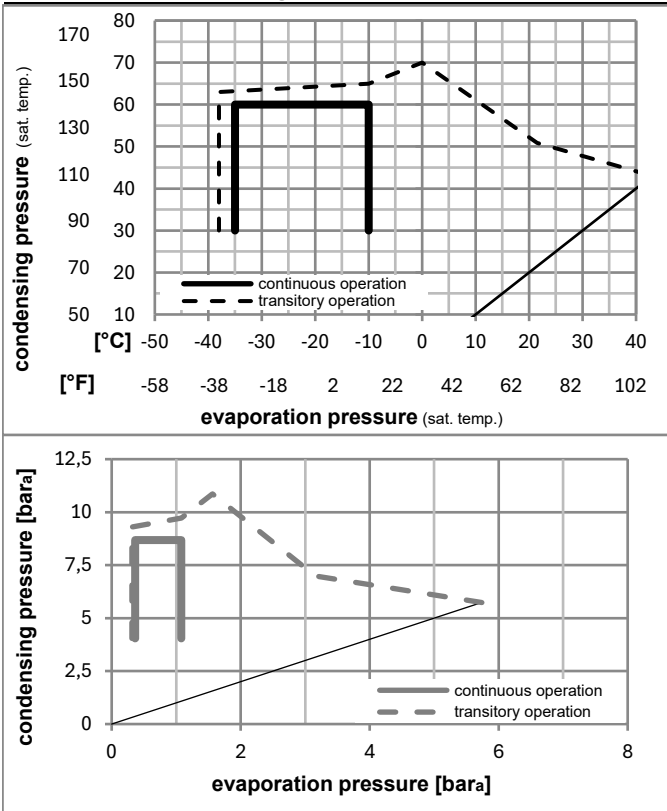 condensing pressure (sat. temp.)
170 80
70
150 60
130 50
110 40
90 30
70 20
50 10
continuous operation
transitory operation
[°C] -50 -40 -30 -20 -10 0 10 20 30 40
[°F] -58 -38 -18 2 22 42 62 82 102
evaporation pressure (sat. temp.)
condensing pressure [bara]
12,5
10
7,5
5
2,5
0
continuous operation
transitory operation
0 2 4 6 8
evaporation pressure [bara]